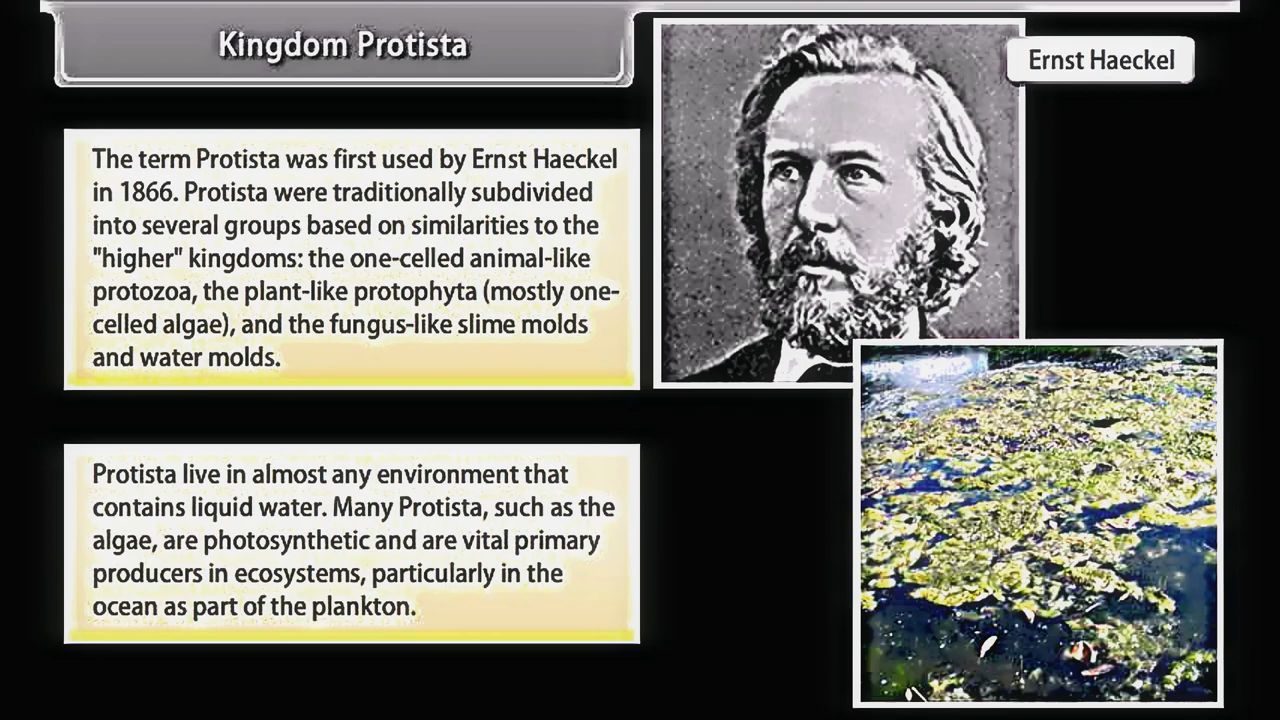 Kingdom Protista
Ernst Haeckel
The term Protista was first used by Ernst Haeckel
in 1866. Protista were traditionally subdivided
into several groups based on similarities to the
"higher" kingdoms: the one-celled animal-like
protozoa, the plant-like protophyta (mostly one-
celled algae), and the fungus-like slime molds
and water molds.
Protista live in almost any environment that
contains liquid water. Many Protista, such as the
algae, are photosynthetic and are vital primary
producers in ecosystems, particularly in the
ocean as part of the plankton.